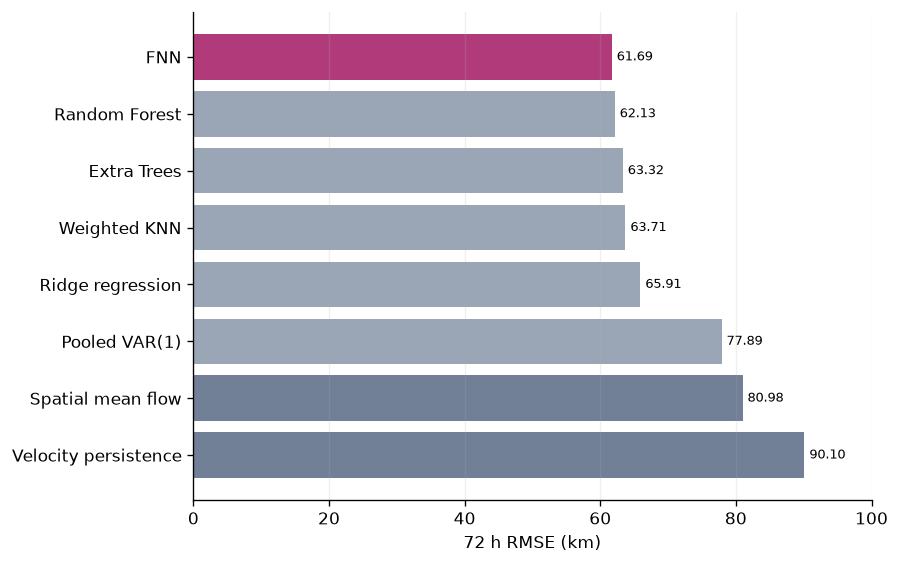 FNN 61.69
Random Forest 62.13
Extra Trees 63.32
Weighted KNN 63.71
Ridge regression 65.91
Pooled VAR(1) 77.89
Spatial mean flow 80.98
Velocity persistence 90.10
0 20 40 60 80 100
72 h RMSE (km)